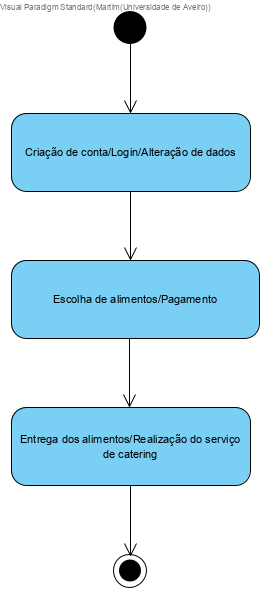 Visual Paradigm Standard(Martim(Universidade de Aveiro))
Criação de conta/Login/Alteração de dados
Escolha de alimentos/Pagamento
Entrega dos alimentos/Realização do serviço
de catering